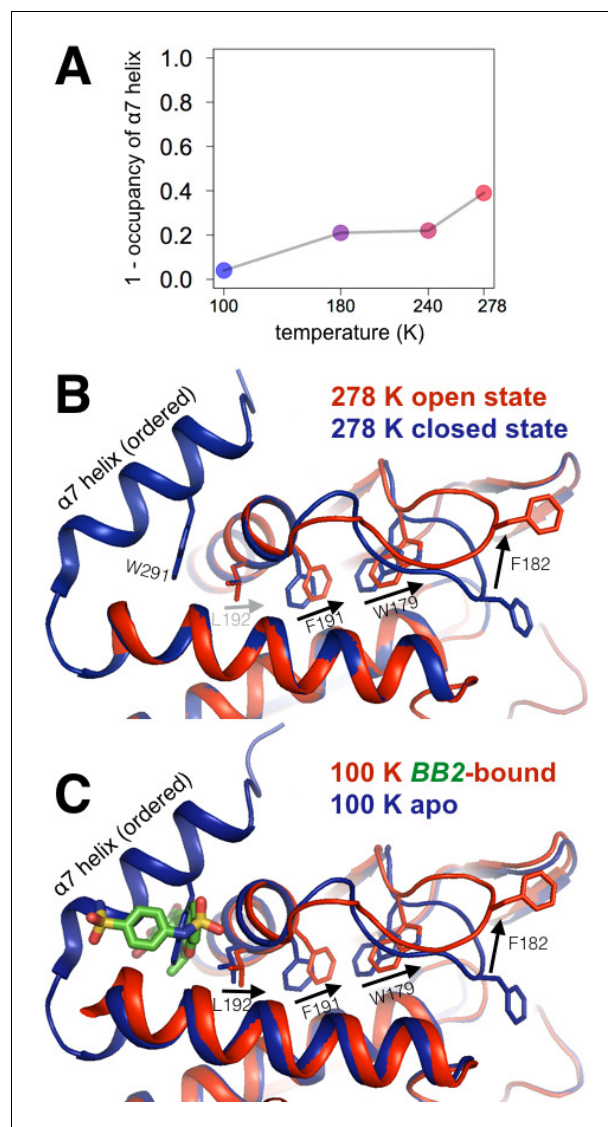 A
1 - occupancy of α7 helix
1.0
0.8
0.6
0.4
0.2
0.0
100
180
240
278
temperature (K)
B
278 K open state
278 K closed state
α7 helix (ordered)
W291
L192
F191
W179
F182
C
100 K BB2-bound
100 K apo
α7 helix (ordered)
L192
F191
W179
F182